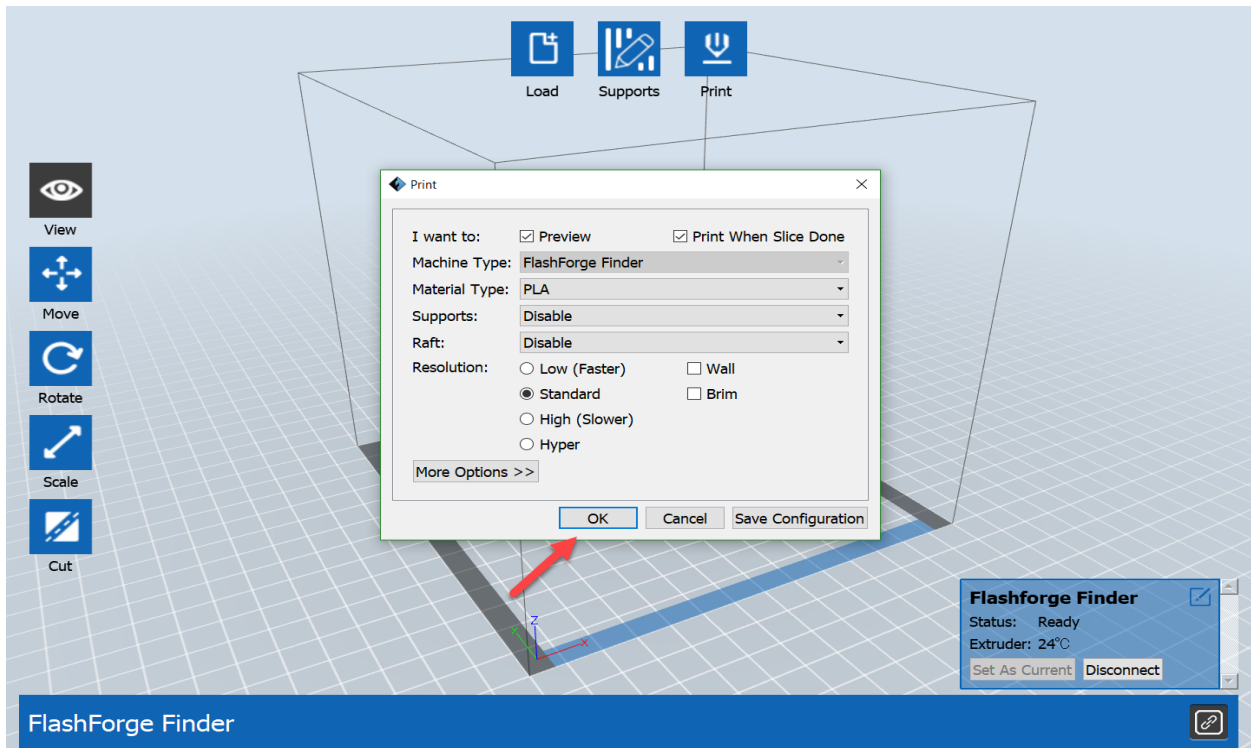 Load Supports Print
View
Move
Rotate
Scale
Cut
Print
I want to: Preview Print When Slice Done
Machine Type: FlashForge Finder
Material Type: PLA
Supports: Disable
Raft: Disable
Resolution: Low (Faster) Wall
Standard Brim
High (Slower)
Hyper
More Options >>
OK Cancel Save Configuration
Z
Y
X
Flashforge Finder
Status: Ready
Extruder: 24℃
Set As Current Disconnect
FlashForge Finder